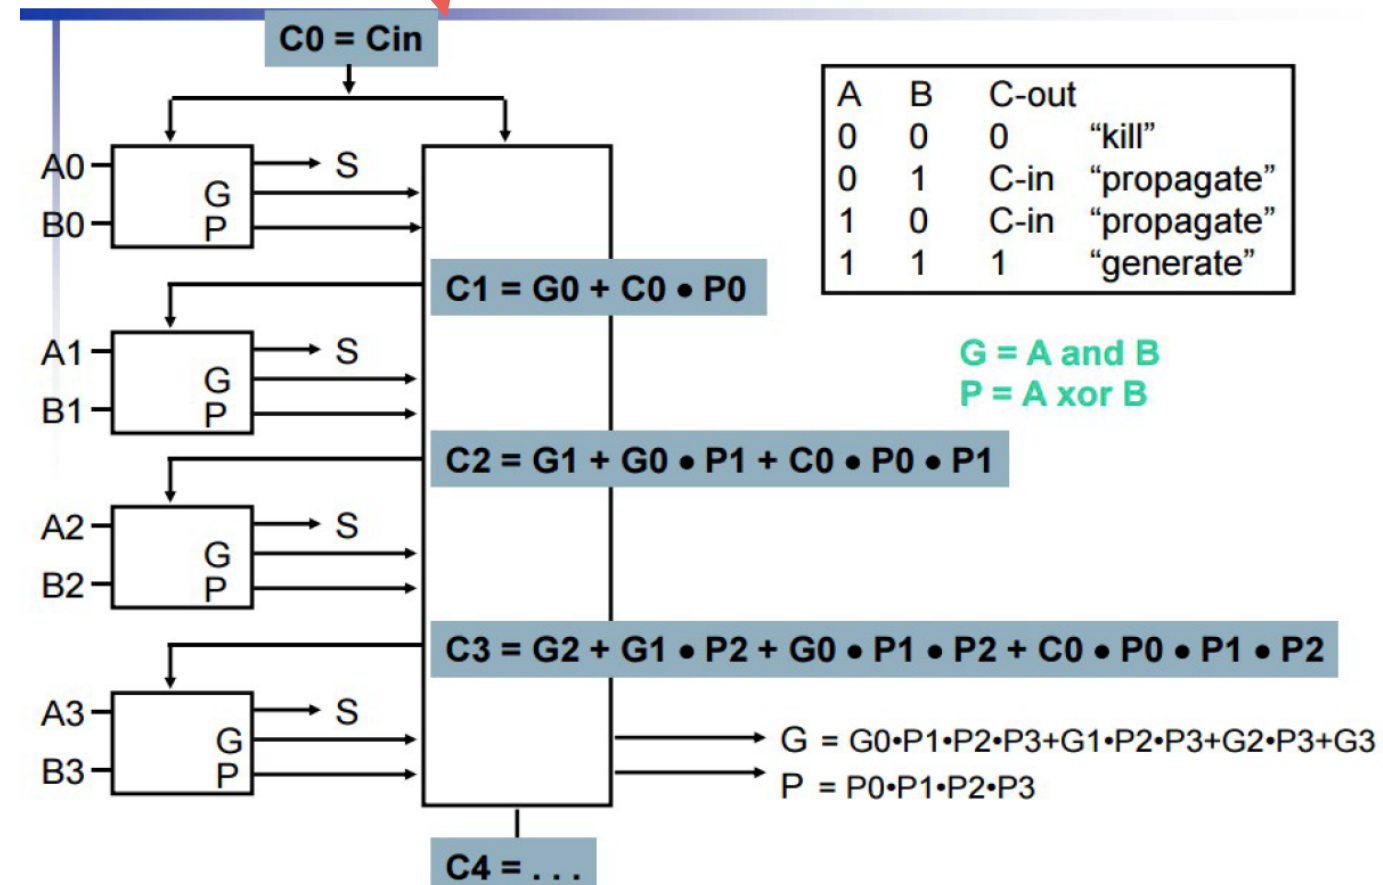 C0 = Cin
A B C-out
0 0 0 “kill”
0 1 C-in “propagate”
1 0 C-in “propagate”
1 1 1 “generate”
G = A and B
P = A xor B
A0 S
G
B0 P
C1 = G0 + C0 • P0
A1 S
G
B1 P
C2 = G1 + G0 • P1 + C0 • P0 • P1
A2 S
G
B2 P
C3 = G2 + G1 • P2 + G0 • P1 • P2 + C0 • P0 • P1 • P2
A3 S
G
B3 P
G = G0•P1•P2•P3+G1•P2•P3+G2•P3+G3
P = P0•P1•P2•P3
C4 = . . .